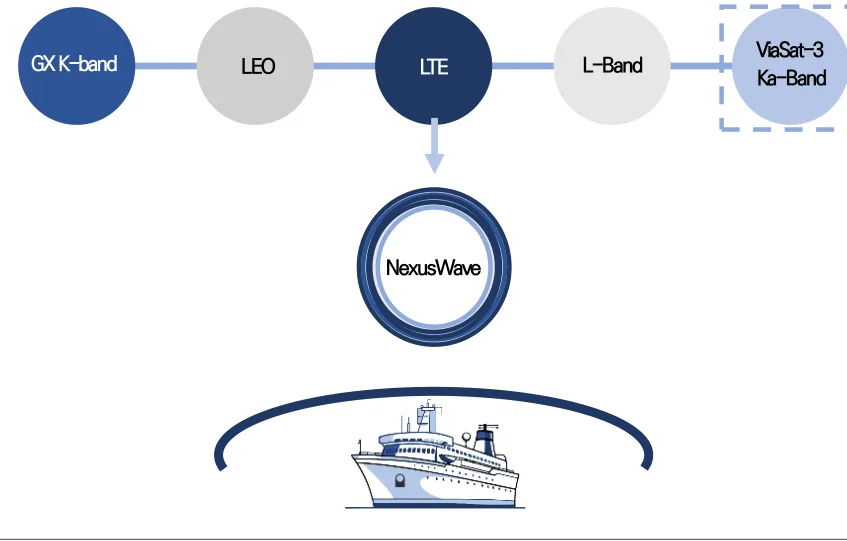 GX K-band
LEO
LTE
L-Band
ViaSat-3
Ka-Band
NexusWave